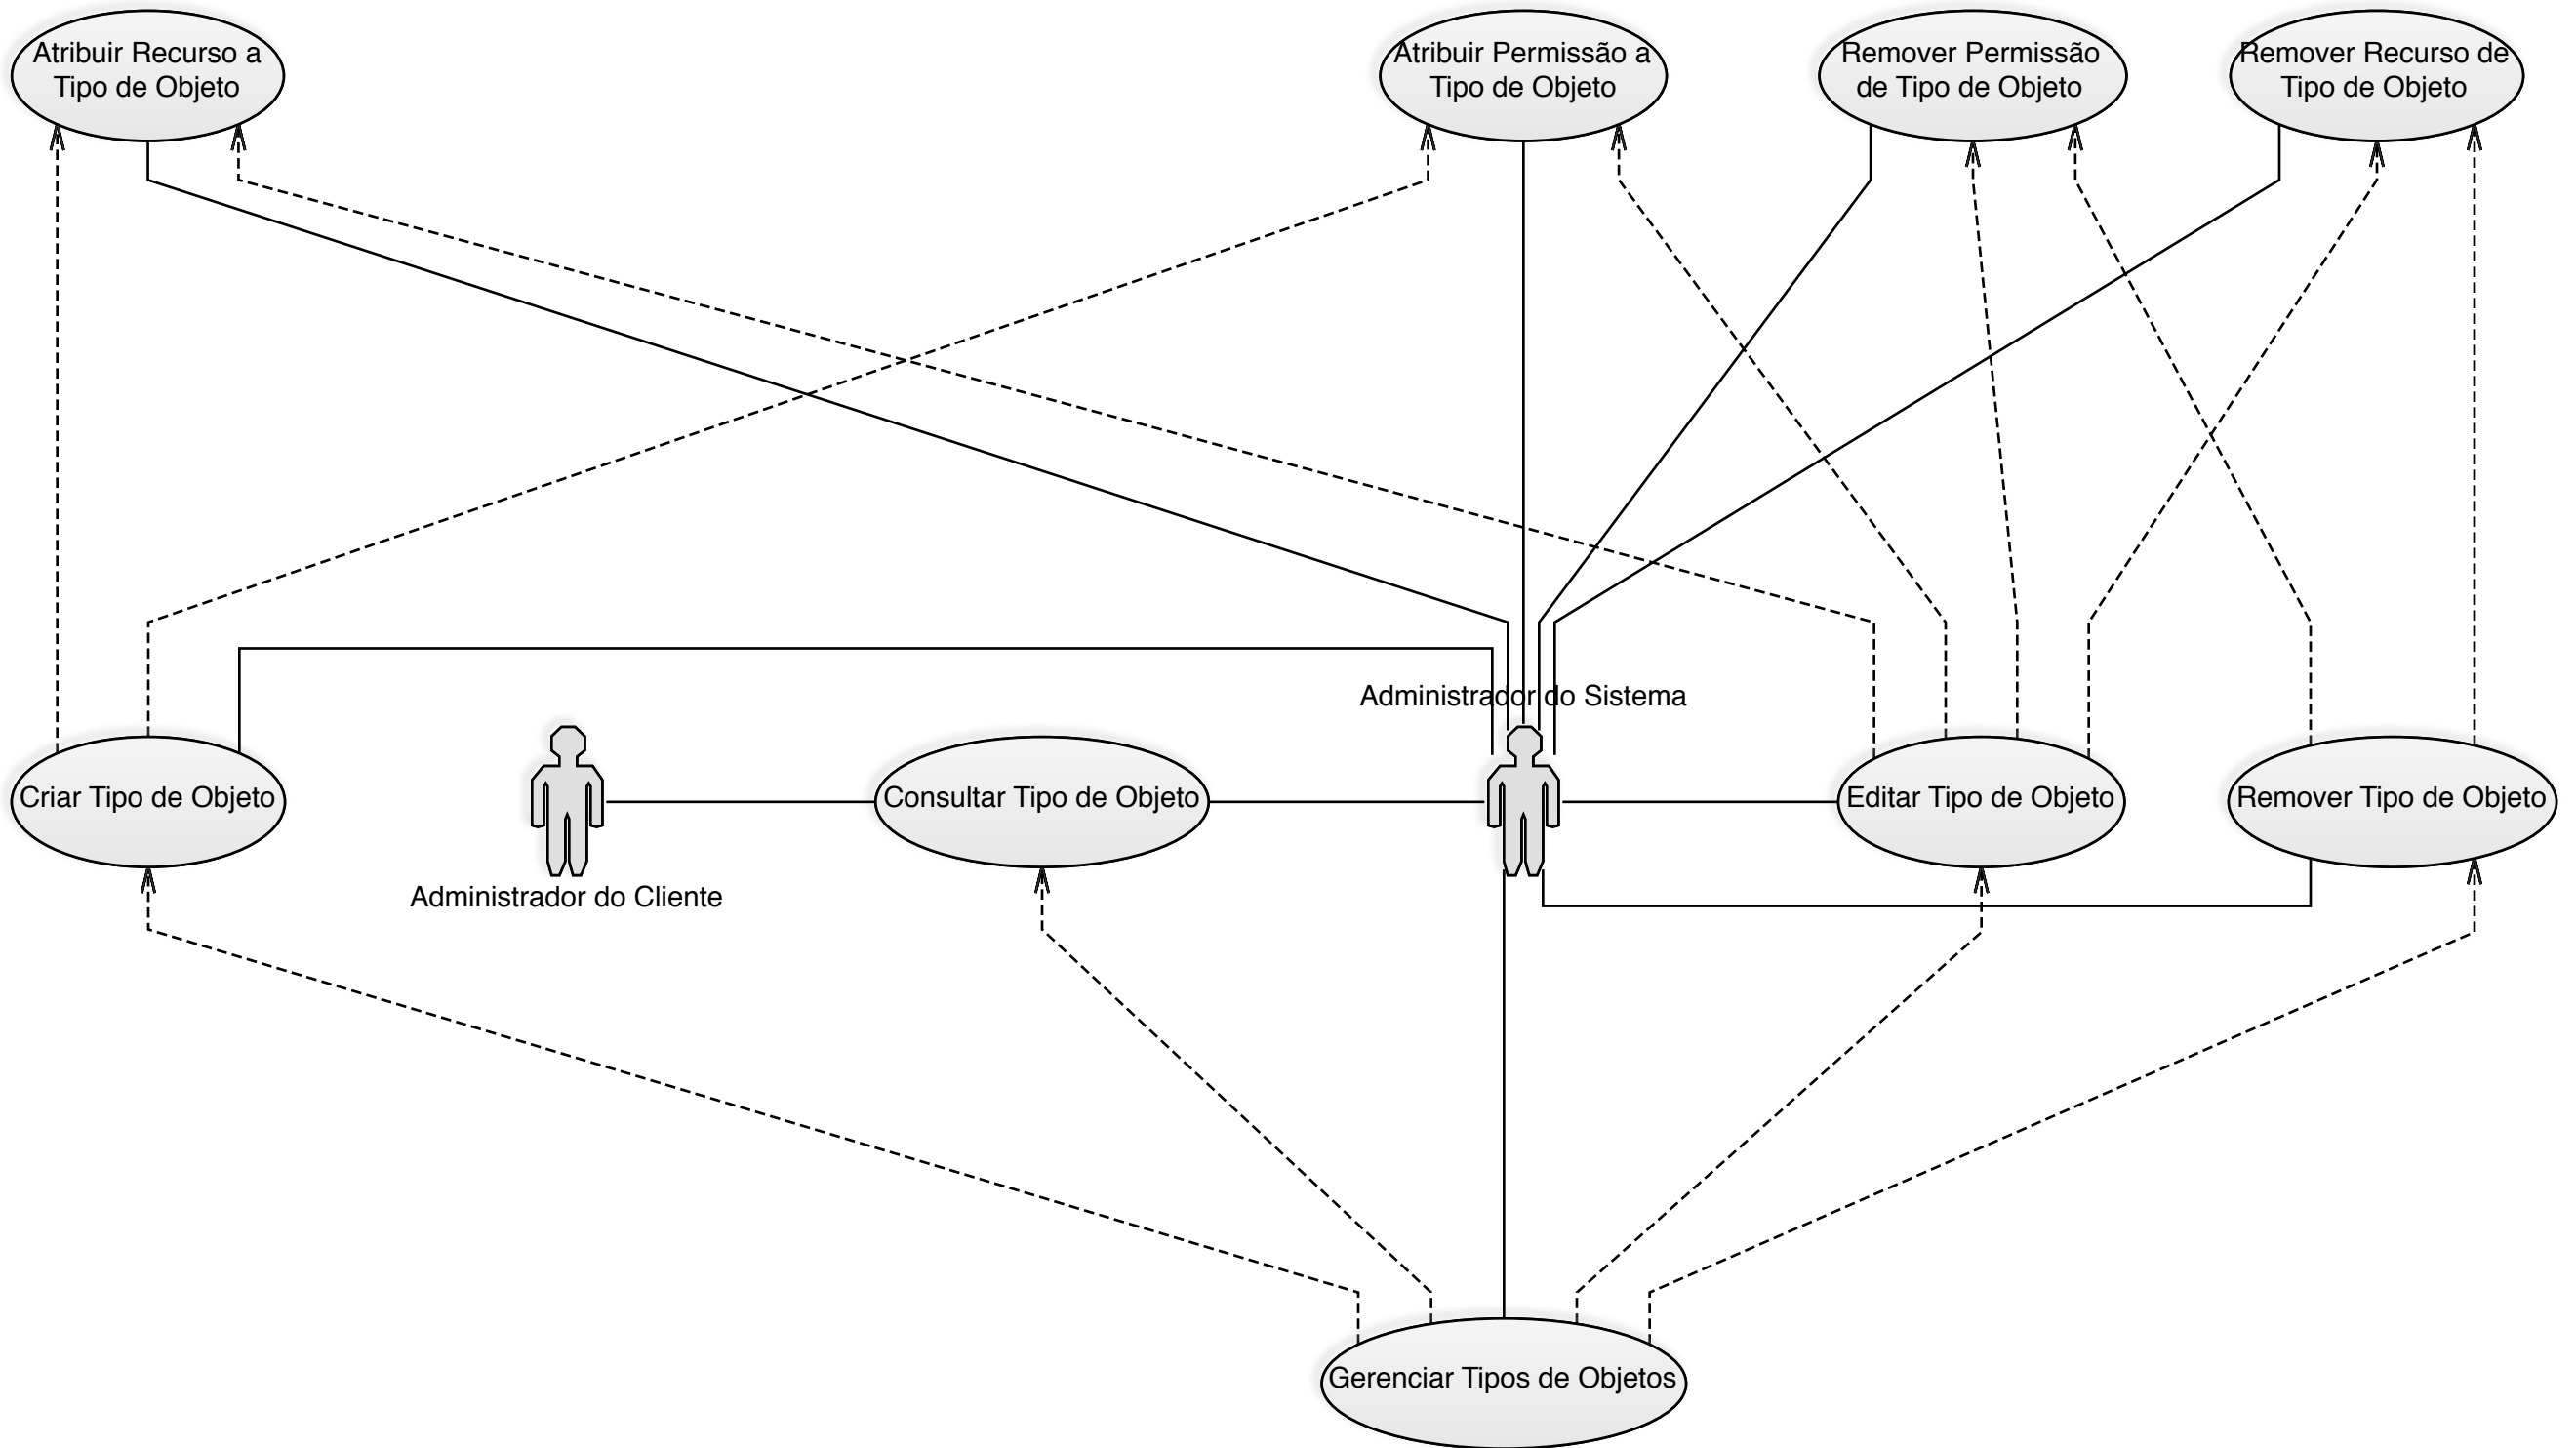 Atribuir Recurso a
Tipo de Objeto
Atribuir Permissão a
Tipo de Objeto
Remover Permissão
de Tipo de Objeto
Remover Recurso de
Tipo de Objeto
Administrador do Sistema
Criar Tipo de Objeto
Consultar Tipo de Objeto
Editar Tipo de Objeto
Remover Tipo de Objeto
Administrador do Cliente
Gerenciar Tipos de Objetos